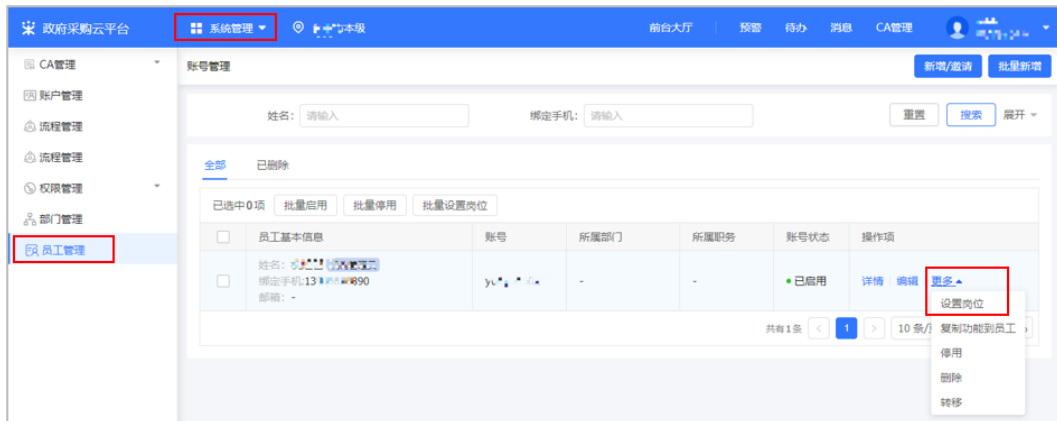 政府采购云平台 系统管理 本级 前台大厅 预警 待办 消息 CA管理
CA管理
账户管理
流程管理
流程管理
权限管理
部门管理
员工管理
账号管理 新增/邀请 批量新增
姓名： 请输入 绑定手机： 请输入 重置 搜索 展开
全部 已删除
已选中0项 批量启用 批量停用 批量设置岗位
员工基本信息 账号 所属部门 所属职务 账号状态 操作项
姓名：
绑定手机:13 890
邮箱： -
- - 已启用 详情 编辑 更多
共有1条 < 1 > 10 条/
设置岗位
复制功能到员工
停用
删除
转移